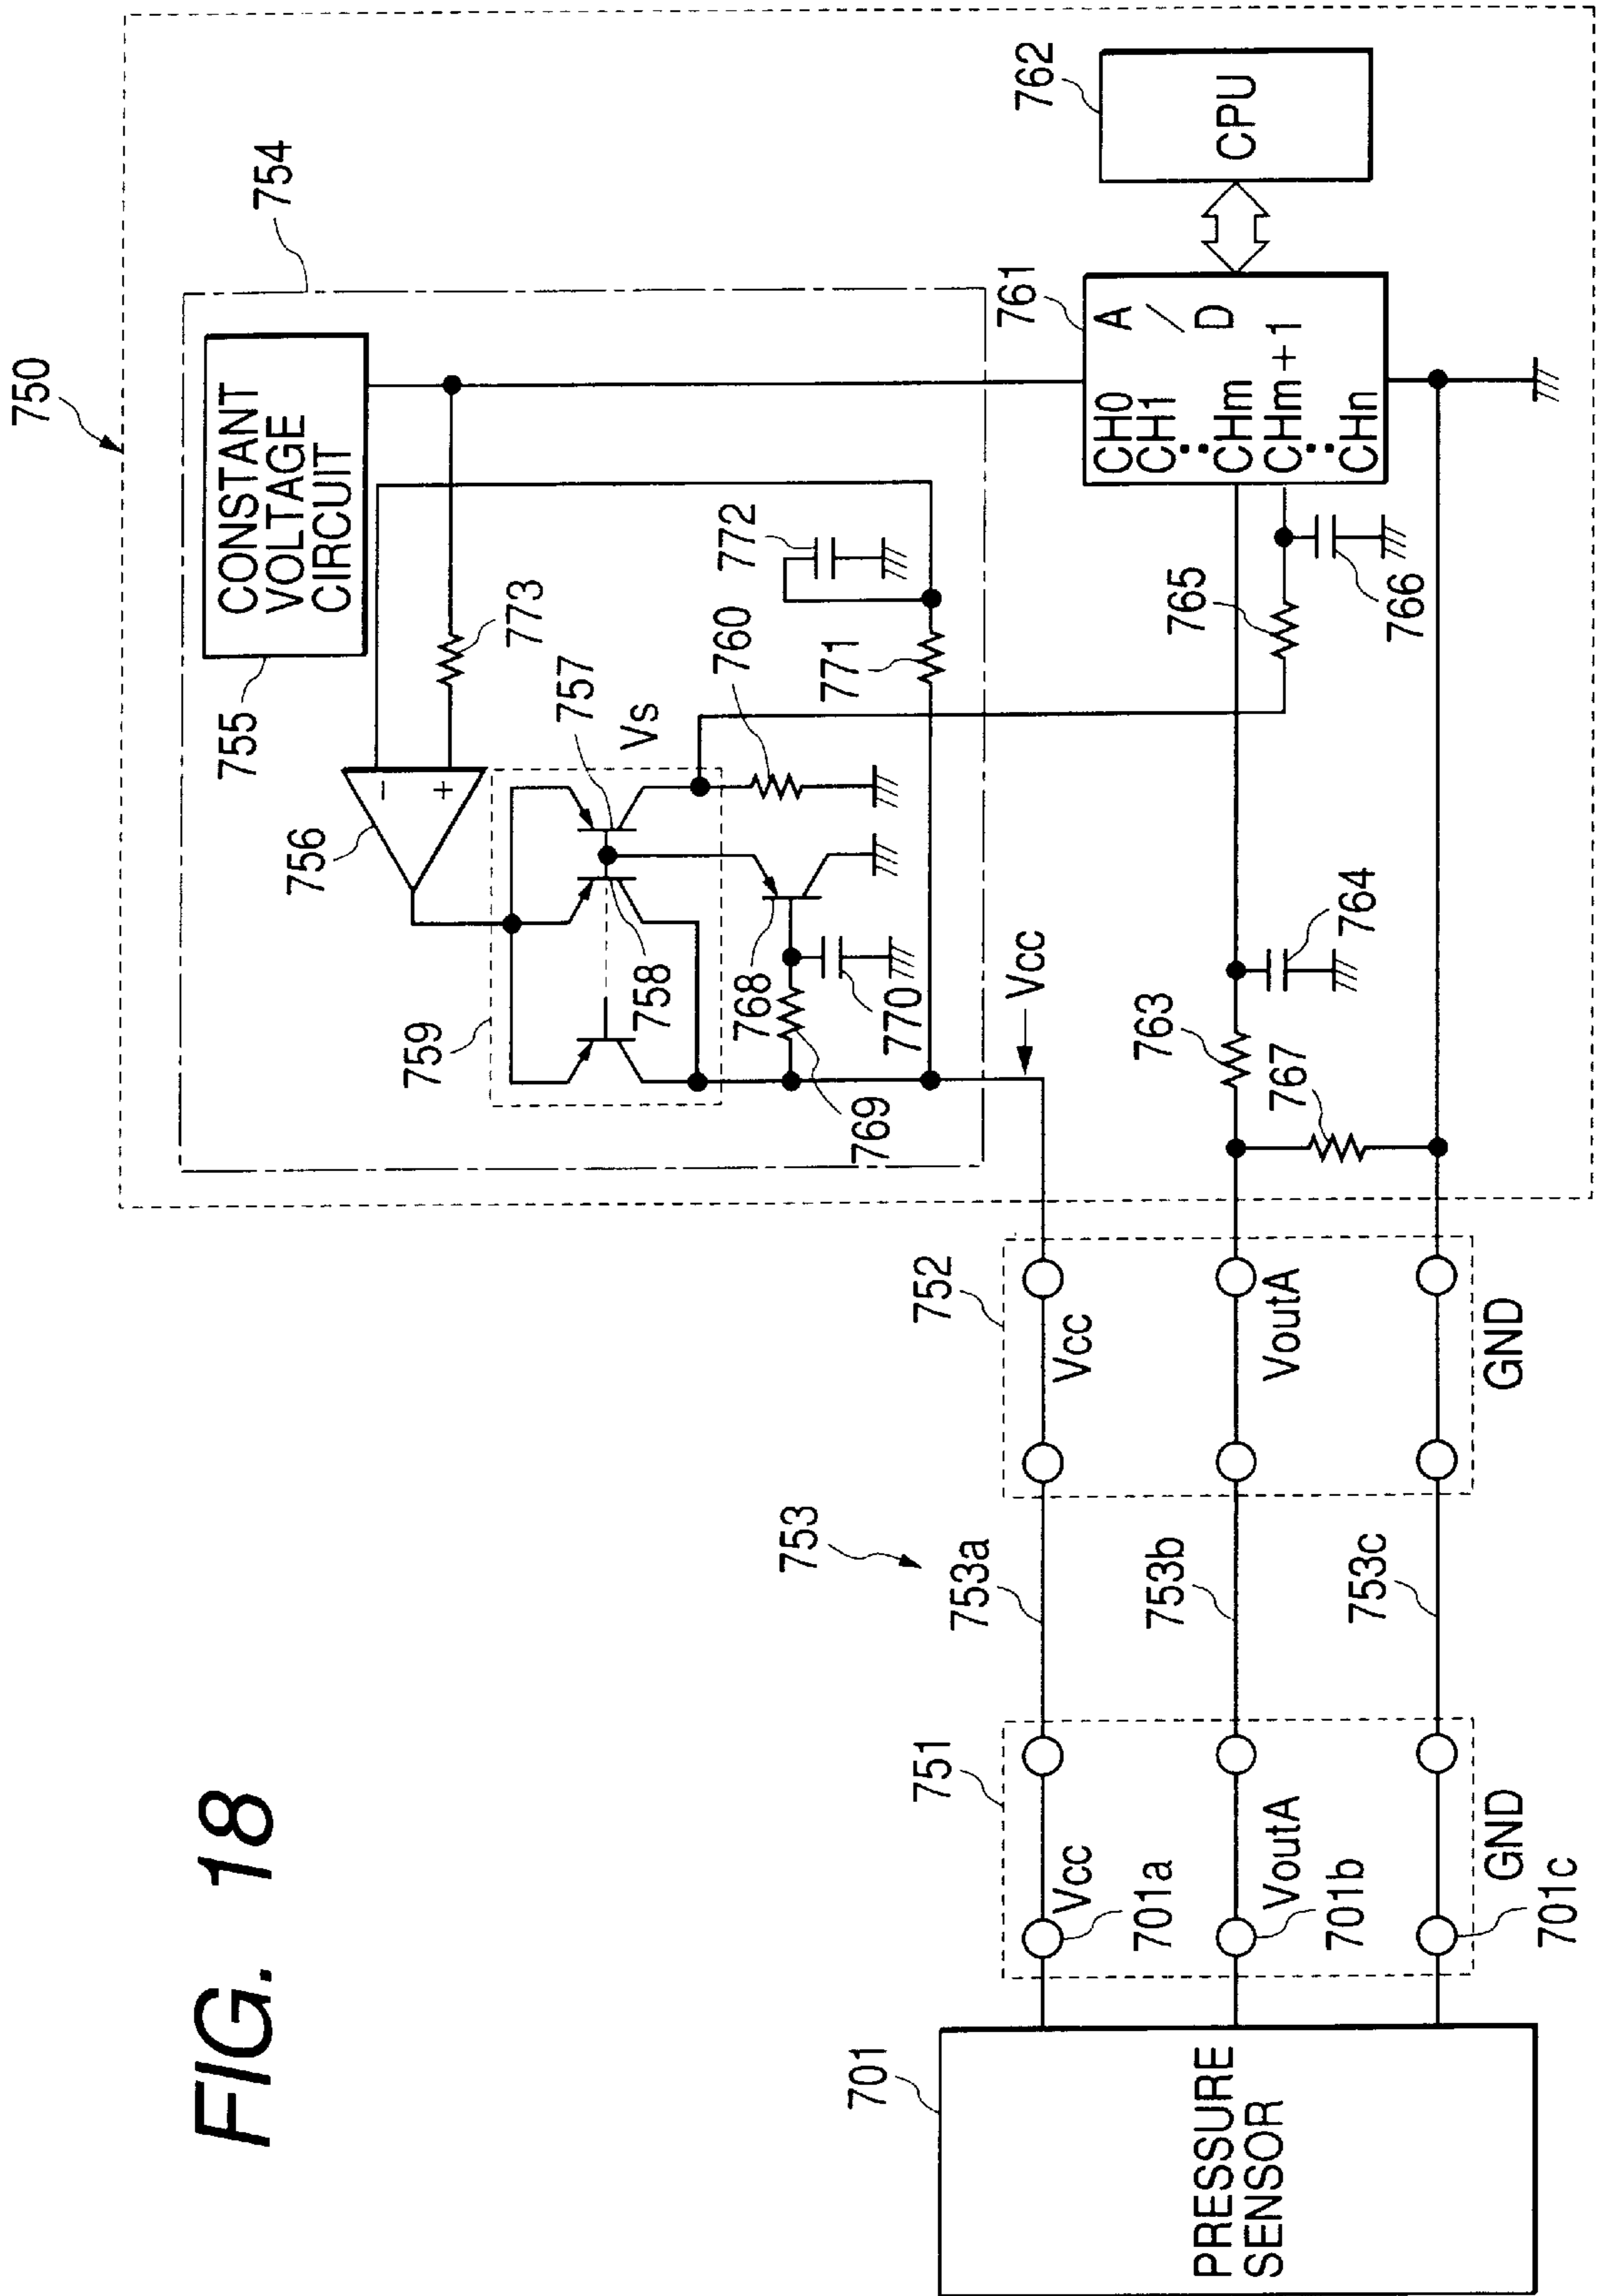 FIG. 18
750
754
CONSTANT
VOLTAGE
CIRCUIT
755
773
756
−
+
757
Vs
759
758
760
772
768
769
770
771
Vcc
761
CH0
CH1
··
CHm
CHm+1
··
CHn
A
/
D
762
CPU
765
766
763
764
767
752
Vcc
VoutA
GND
753
753a
753b
753c
751
Vcc
701a
VoutA
701b
GND
701c
701
PRESSURE
SENSOR